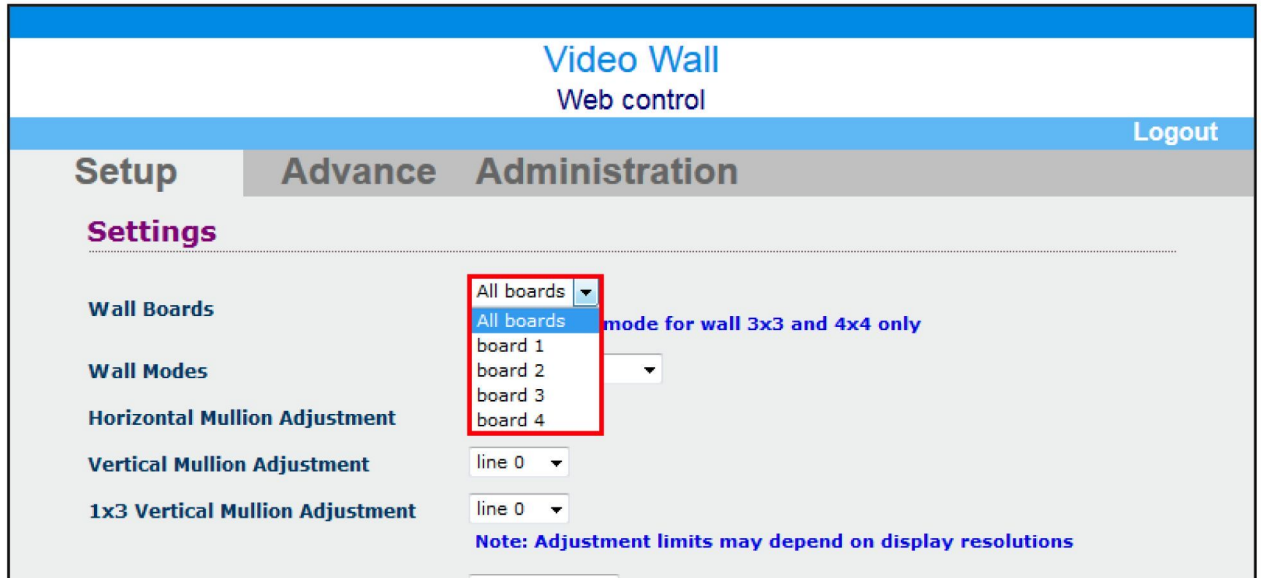 Video Wall
Web control
Logout
Setup Advance Administration
Settings
Wall Boards All boards
All boards mode for wall 3x3 and 4x4 only
board 1
Wall Modes board 2
board 3
Horizontal Mullion Adjustment board 4
Vertical Mullion Adjustment line 0
1x3 Vertical Mullion Adjustment line 0
Note: Adjustment limits may depend on display resolutions